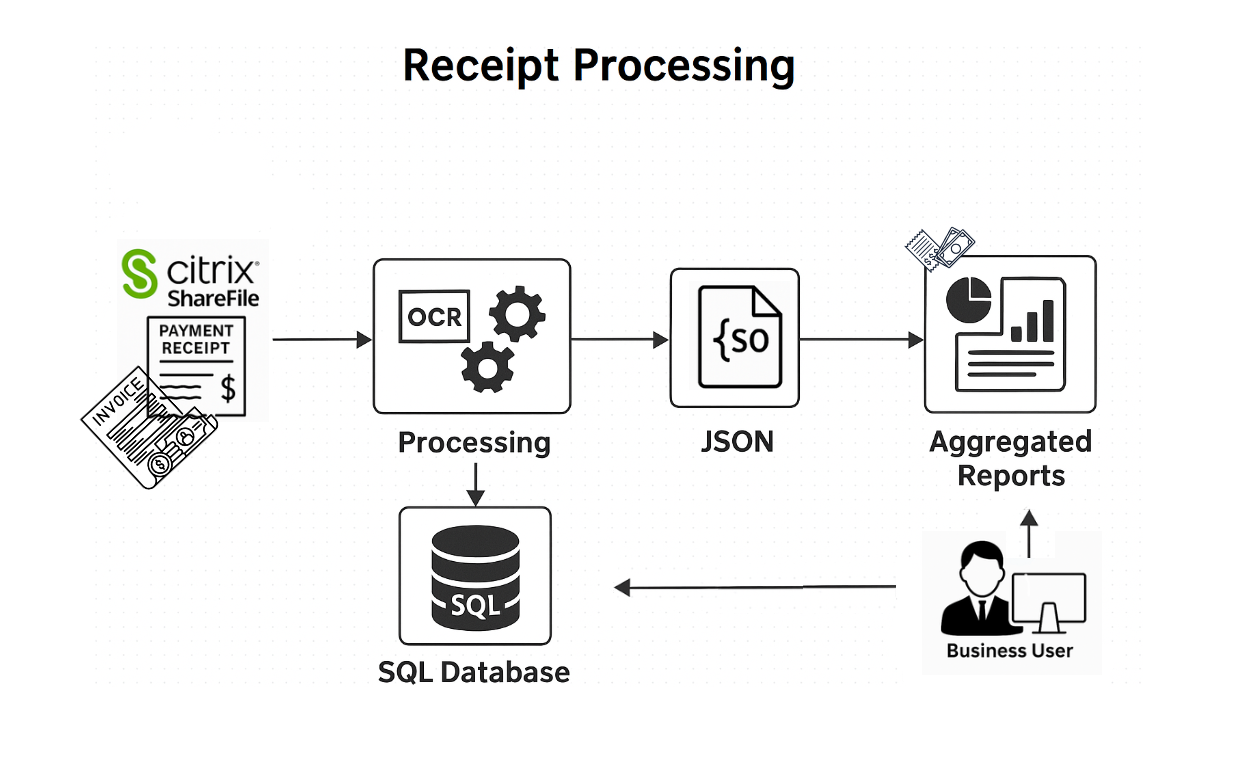 Receipt Processing
citrix®
ShareFile
PAYMENT
RECEIPT
$
INVOICE
$
OCR
Processing
{SO
JSON
Aggregated
Reports
SQL
SQL Database
Business User